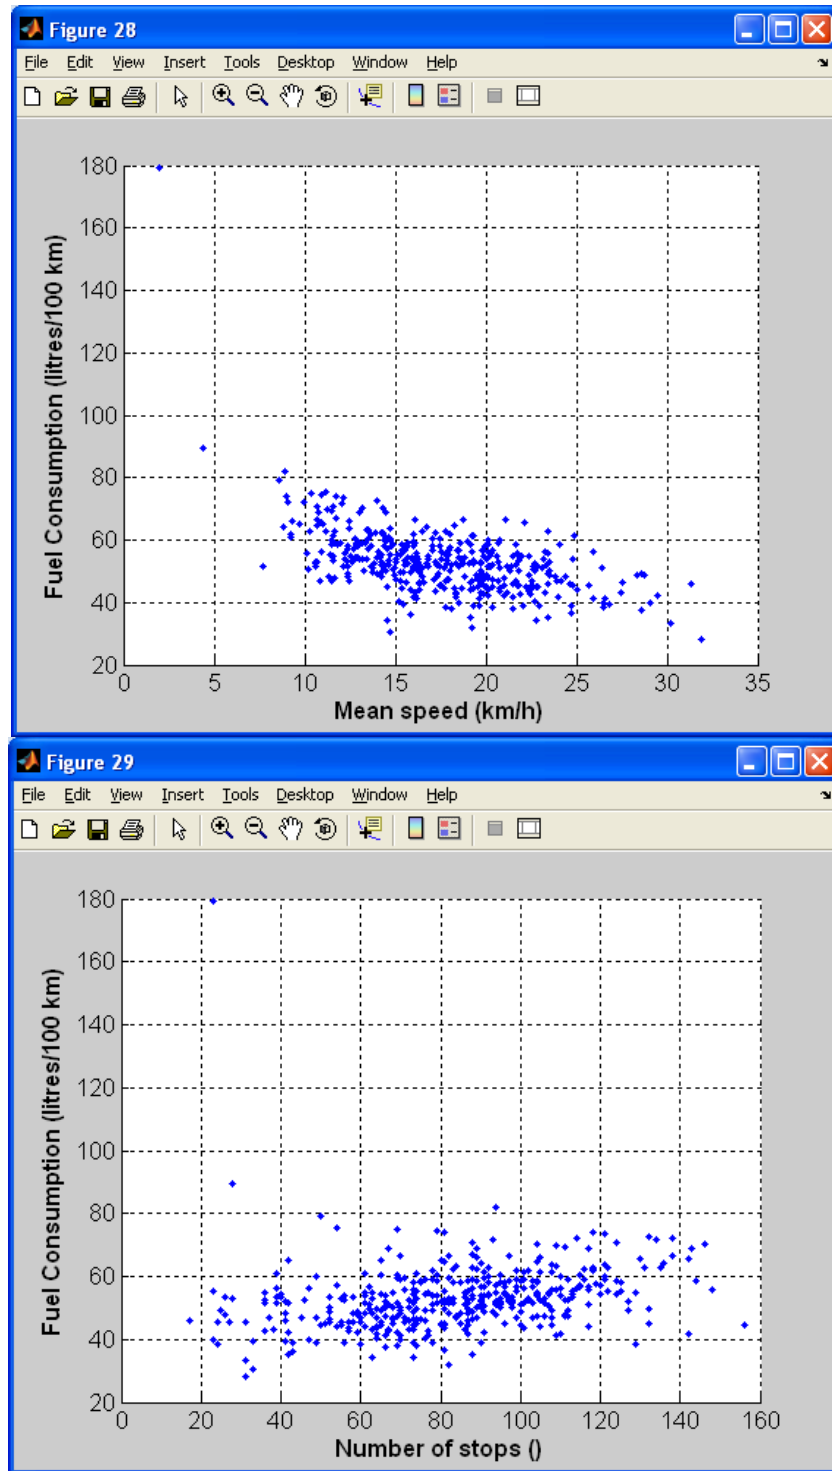 Figure 28
File Edit View Insert Tools Desktop Window Help
180
160
140
120
100
80
60
40
20
Fuel Consumption (litres/100 km)
0 5 10 15 20 25 30 35
Mean speed (km/h)
Figure 29
File Edit View Insert Tools Desktop Window Help
180
160
140
120
100
80
60
40
20
Fuel Consumption (litres/100 km)
0 20 40 60 80 100 120 140 160
Number of stops ()